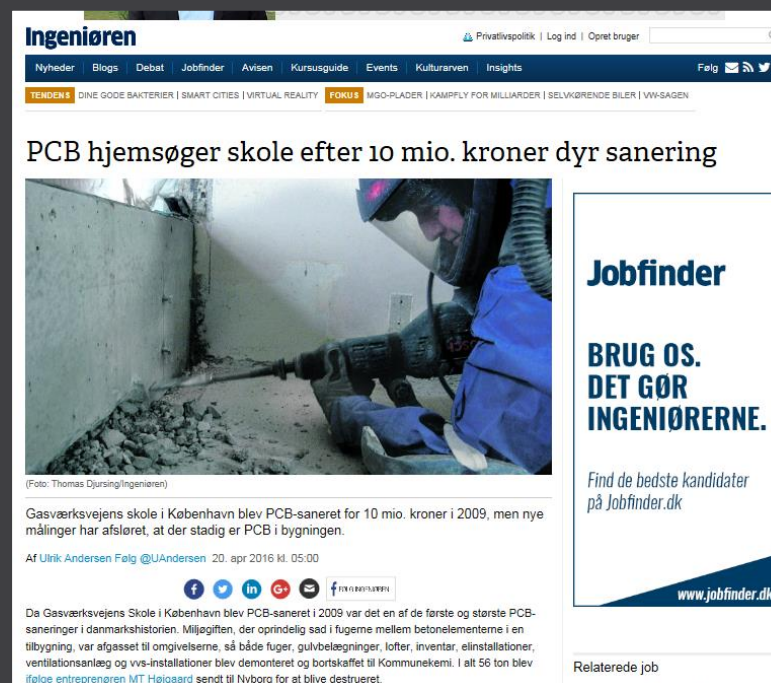 Ingeniøren
Privatlivspolitik | Log ind | Opret bruger
Nyheder Blogs Debat Jobfinder Avisen Kursusguide Events Kulturarven Insights Følg
TENDENS DINE GODE BAKTERIER | SMART CITIES | VIRTUAL REALITY FOKUS MGO-PLADER | KAMPFLY FOR MILLIARDER | SELVKØRENDE BILER | VW-SAGEN
PCB hjemsøger skole efter 10 mio. kroner dyr sanering
(Foto: Thomas Djursing/Ingeniøren)
Gasværksvejens skole i København blev PCB-saneret for 10 mio. kroner i 2009, men nye
målinger har afsløret, at der stadig er PCB i bygningen.
Af Ulrik Andersen Følg @UAndersen 20. apr 2016 kl. 05:00
Da Gasværksvejens Skole i København blev PCB-saneret i 2009 var det en af de første og største PCB-
saneringer i danmarkshistorien. Miljøgiften, der oprindelig sad i fugerne mellem betonelementerne i en
tilbygning, var afgasset til omgivelserne, så både fuger, gulvbelægninger, lofter, inventar, elinstallationer,
ventilationsanlæg og vvs-installationer blev demonteret og bortskaffet til Kommunekemi. I alt 56 ton blev
ifølge entreprenøren MT Højgaard sendt til Nyborg for at blive destrueret.
Jobfinder
BRUG OS.
DET GØR
INGENIØRERNE.
Find de bedste kandidater
på Jobfinder.dk
www.jobfinder.dk
Relaterede job